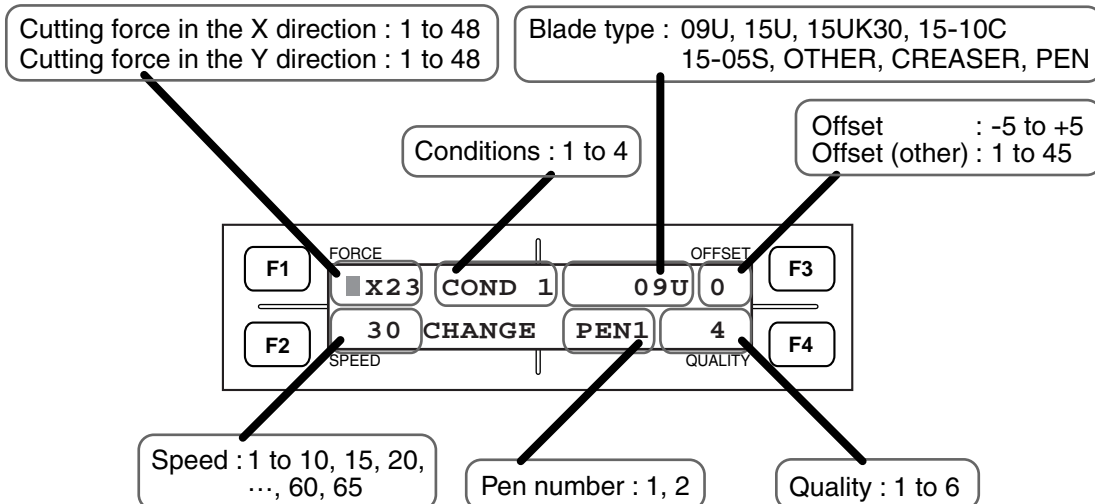 Cutting force in the X direction : 1 to 48
Cutting force in the Y direction : 1 to 48
Blade type : 09U, 15U, 15UK30, 15-10C
15-05S, OTHER, CREASER, PEN
Conditions : 1 to 4
Offset : -5 to +5
Offset (other) : 1 to 45
F1
FORCE
OFFSET
F3
X23 COND 1 09U 0
F2
30 CHANGE PEN1 4
F4
SPEED
QUALITY
Speed : 1 to 10, 15, 20,
···, 60, 65
Pen number : 1, 2
Quality : 1 to 6